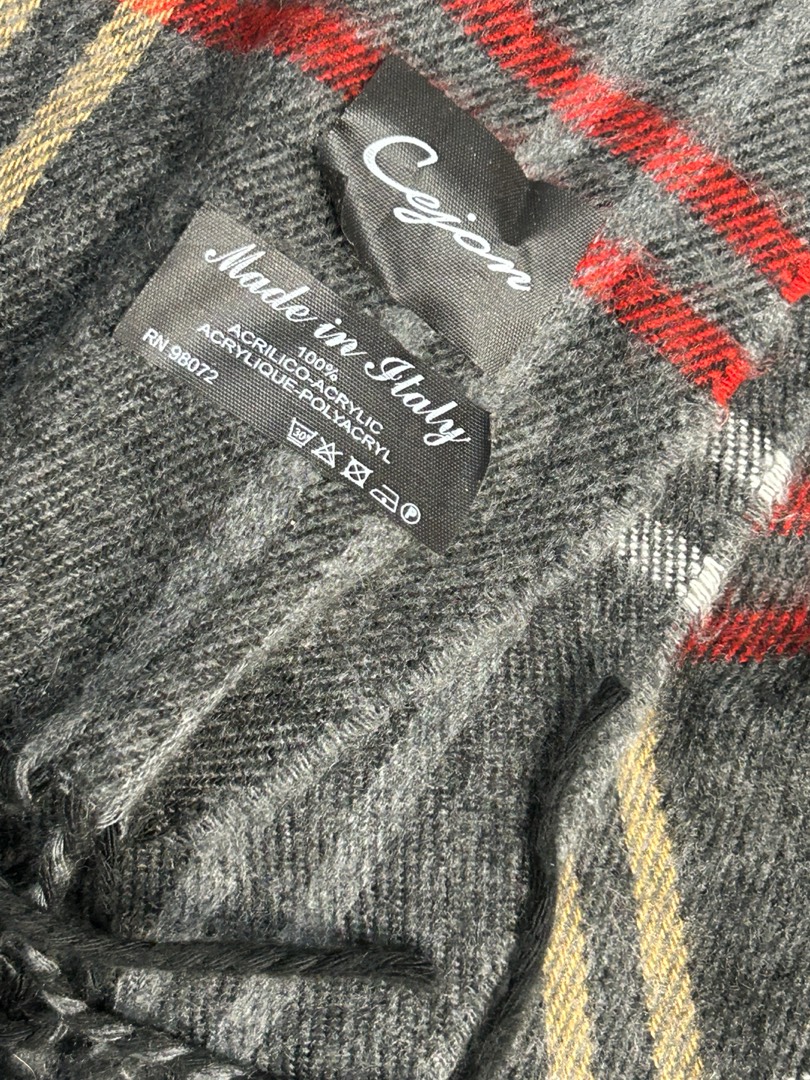 Cejon
Made in Italy
100%
ACRILICO-ACRYLIC
ACRYLIQUE-POLYACRYL
RN 98072
30°
P